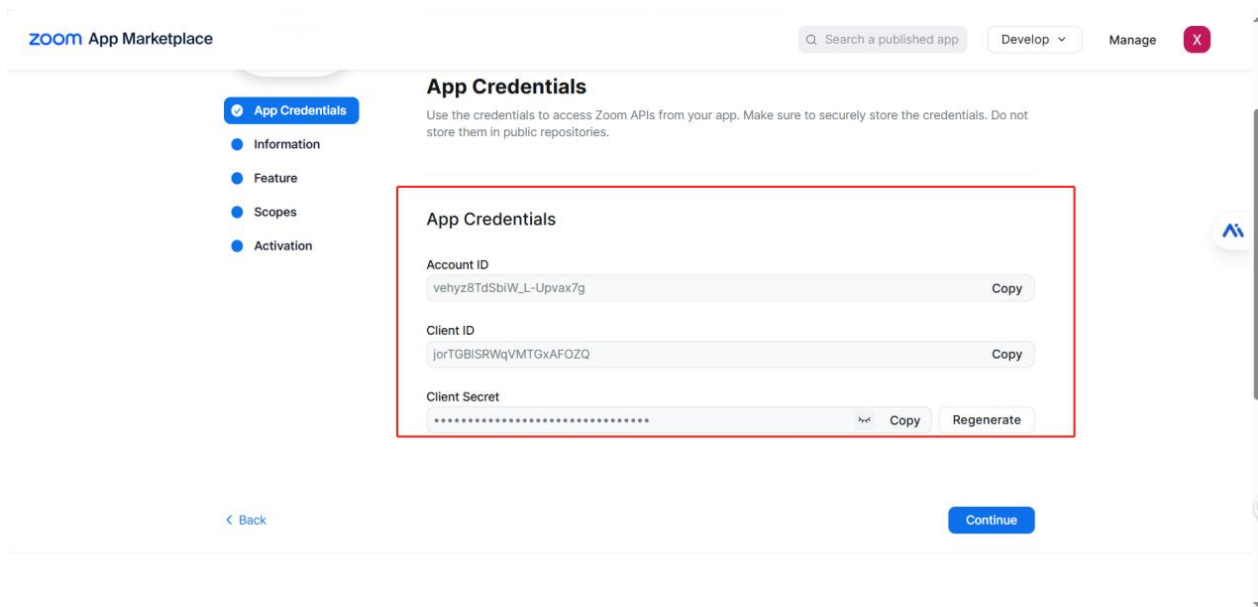 zoom App Marketplace
Search a published app
Develop
Manage
X
App Credentials
Information
Feature
Scopes
Activation
App Credentials
Use the credentials to access Zoom APIs from your app. Make sure to securely store the credentials. Do not
store them in public repositories.
App Credentials
Account ID
vehyz8TdSbiW_L-Upvax7g
Copy
Client ID
jorTGBlSRWqVMTGxAFOZQ
Copy
Client Secret
••••••••••••••••••••••••••••••••
Copy
Regenerate
Back
Continue